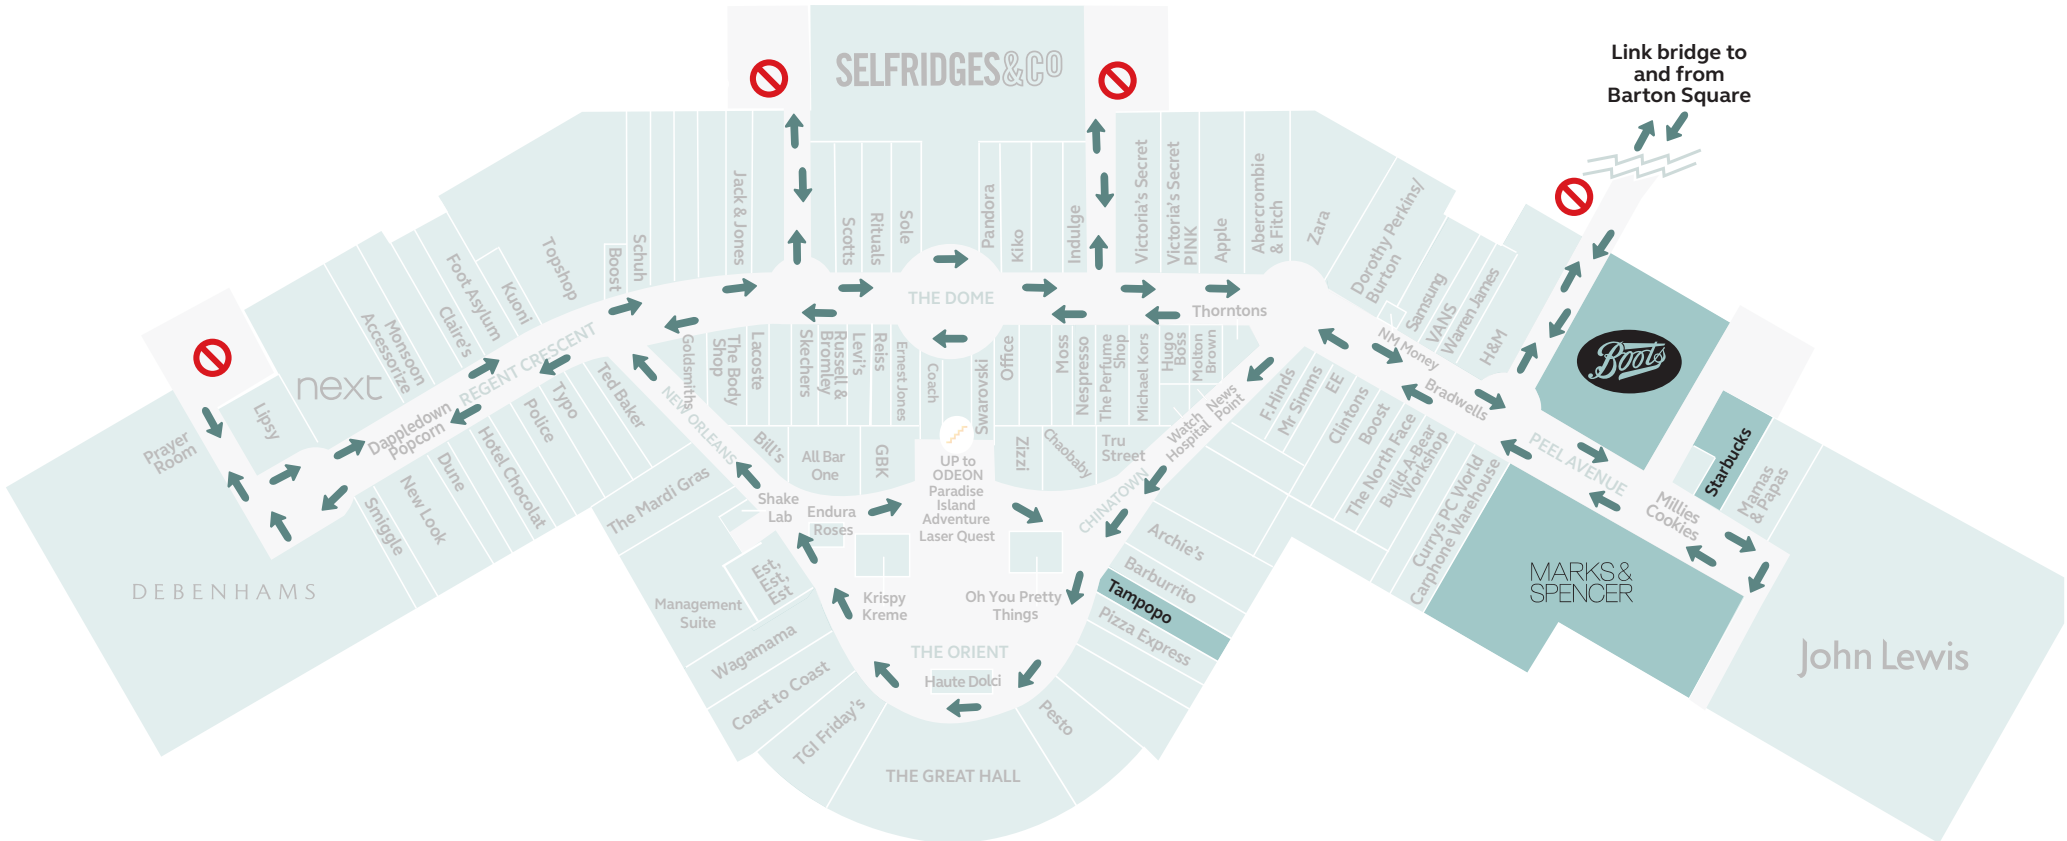 SELFRIDGES&CO
Link bridge to
and from
Barton Square
Prayer
Room
Lipsy
next
Monsoon
Accessorize
Claire's
Foot Asylum
Kuoni
Topshop
Boost
Schuh
Jack & Jones
Scotts
Rituals
Sole
Pandora
Kiko
Indulge
Victoria's Secret
Victoria's Secret
PINK
Apple
Abercrombie
& Fitch
Zara
Dorothy Perkins/
Burton
Samsung
VANS
Warren James
H&M
Boots
Starbucks
Mamas
& Papas
THE DOME
Thorntons
NM Money
Bradwells
PEEL AVENUE
Millies
Cookies
REGENT CRESCENT
Dappledown
Popcorn
DEBENHAMS
Smiggle
New Look
Dune
Hotel Chocolat
Police
Typo
Ted Baker
NEW ORLEANS
Goldsmiths
The Body
Shop
Lacoste
Skechers
Russell &
Bromley
Levi's
Reiss
Ernest Jones
Coach
Swarovski
Office
Moss
Nespresso
The Perfume
Shop
Michael Kors
Hugo
Boss
Molton
Brown
Watch
Hospital
News
Point
F.Hinds
Mr Simms
EE
Clintons
Boost
The North Face
Build-A-Bear
Workshop
Currys PC World
Carphone Warehouse
MARKS &
SPENCER
John Lewis
Bill's
All Bar
One
GBK
UP to
ODEON
Paradise
Island
Adventure
Laser Quest
Zizzi
Chaobaby
Tru
Street
CHINATOWN
The Mardi Gras
Shake
Lab
Endura
Roses
Est,
Est,
Est
Management
Suite
Wagamama
Coast to Coast
TGI Friday's
Krispy
Kreme
Oh You Pretty
Things
THE ORIENT
Haute Dolci
Archie's
Barburrito
Tampopo
Pizza Express
Pesto
THE GREAT HALL